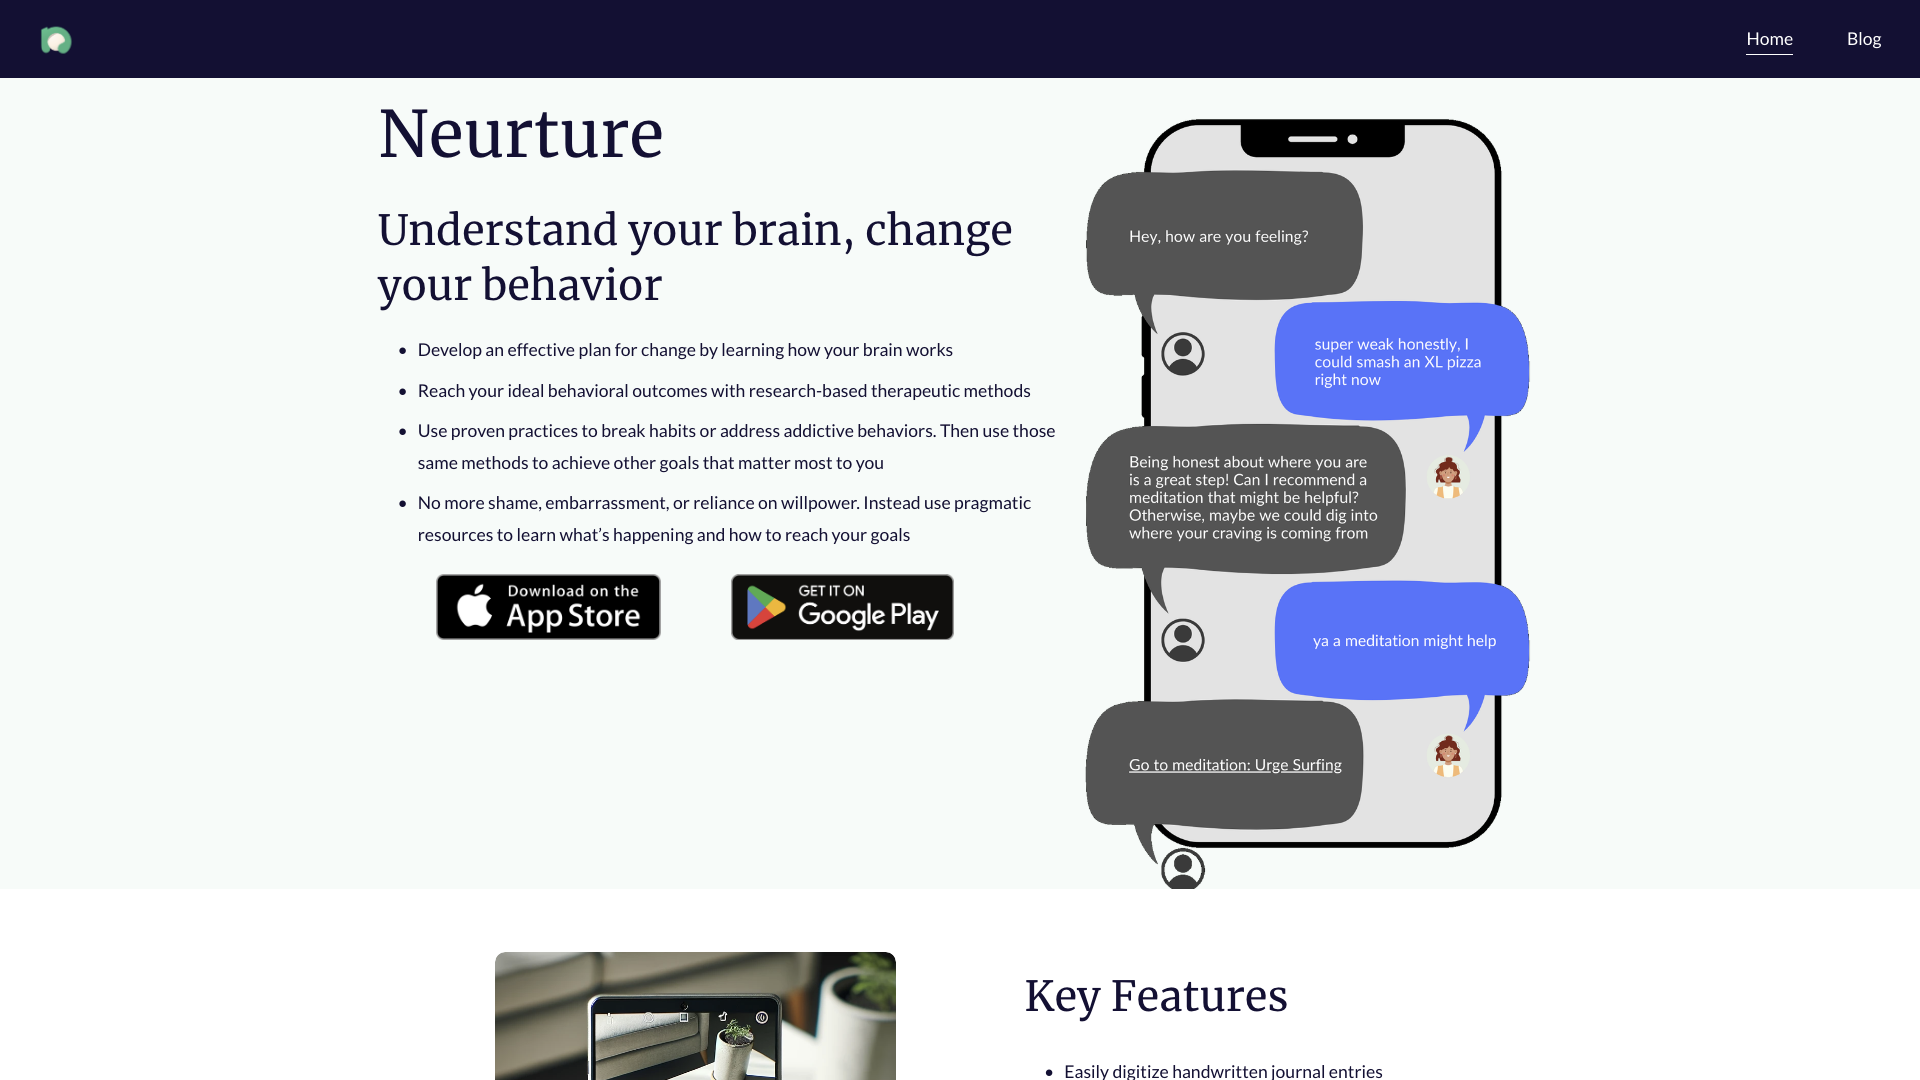 Home
Blog
Neurture
Understand your brain, change
your behavior
Develop an effective plan for change by learning how your brain works
Reach your ideal behavioral outcomes with research-based therapeutic methods
Use proven practices to break habits or address addictive behaviors. Then use those
same methods to achieve other goals that matter most to you
No more shame, embarrassment, or reliance on willpower. Instead use pragmatic
resources to learn what’s happening and how to reach your goals
Download on the
App Store
GET IT ON
Google Play
Hey, how are you feeling?
super weak honestly, I
could smash an XL pizza
right now
Being honest about where you are
is a great step! Can I recommend a
meditation that might be helpful?
Otherwise, maybe we could dig into
where your craving is coming from
ya a meditation might help
Go to meditation: Urge Surfing
Key Features
Easily digitize handwritten journal entries